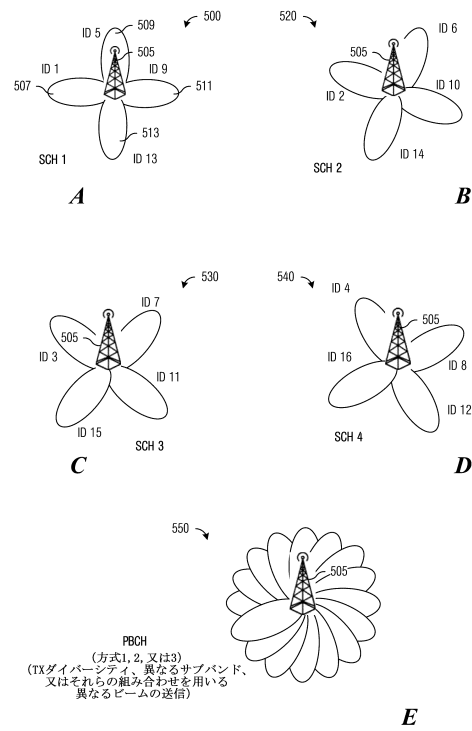 500
520
ID 5
509
505
ID 1
ID 9
507
511
513
SCH 1
ID 13
A
ID 6
505
ID 2
ID 10
ID 14
SCH 2
B
530
540
ID 7
505
ID 3
ID 11
ID 15
SCH 3
C
ID 4
505
ID 16
ID 8
ID 12
SCH 4
D
550
505
PBCH
(方式1, 2, 又は3)
(TXダイバーシティ、異なるサブバンド、
又はそれらの組み合わせを用いる
異なるビームの送信)
E